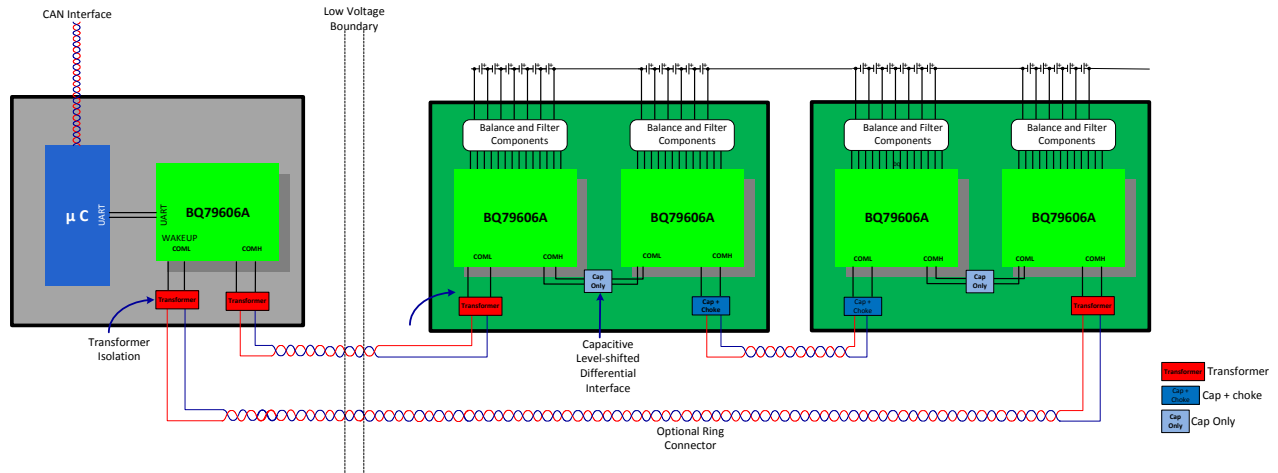 CAN Interface
Low Voltage
Boundary
µ C
UART
UART
BQ79606A
WAKEUP
COML
COMH
Transformer
Transformer
Transformer
Isolation
Balance and Filter
Components
BQ79606A
COML
COMH
Transformer
Cap
Only
Capacitive
Level-shifted
Differential
Interface
Balance and Filter
Components
BQ79606A
COML
COMH
Cap +
Choke
Balance and Filter
Components
BQ79606A
COML
COMH
Cap +
Choke
Cap
Only
Balance and Filter
Components
BQ79606A
COML
COMH
Transformer
Optional Ring
Connector
Transformer
Transformer
Cap +
Choke
Cap + choke
Cap
Only
Cap Only